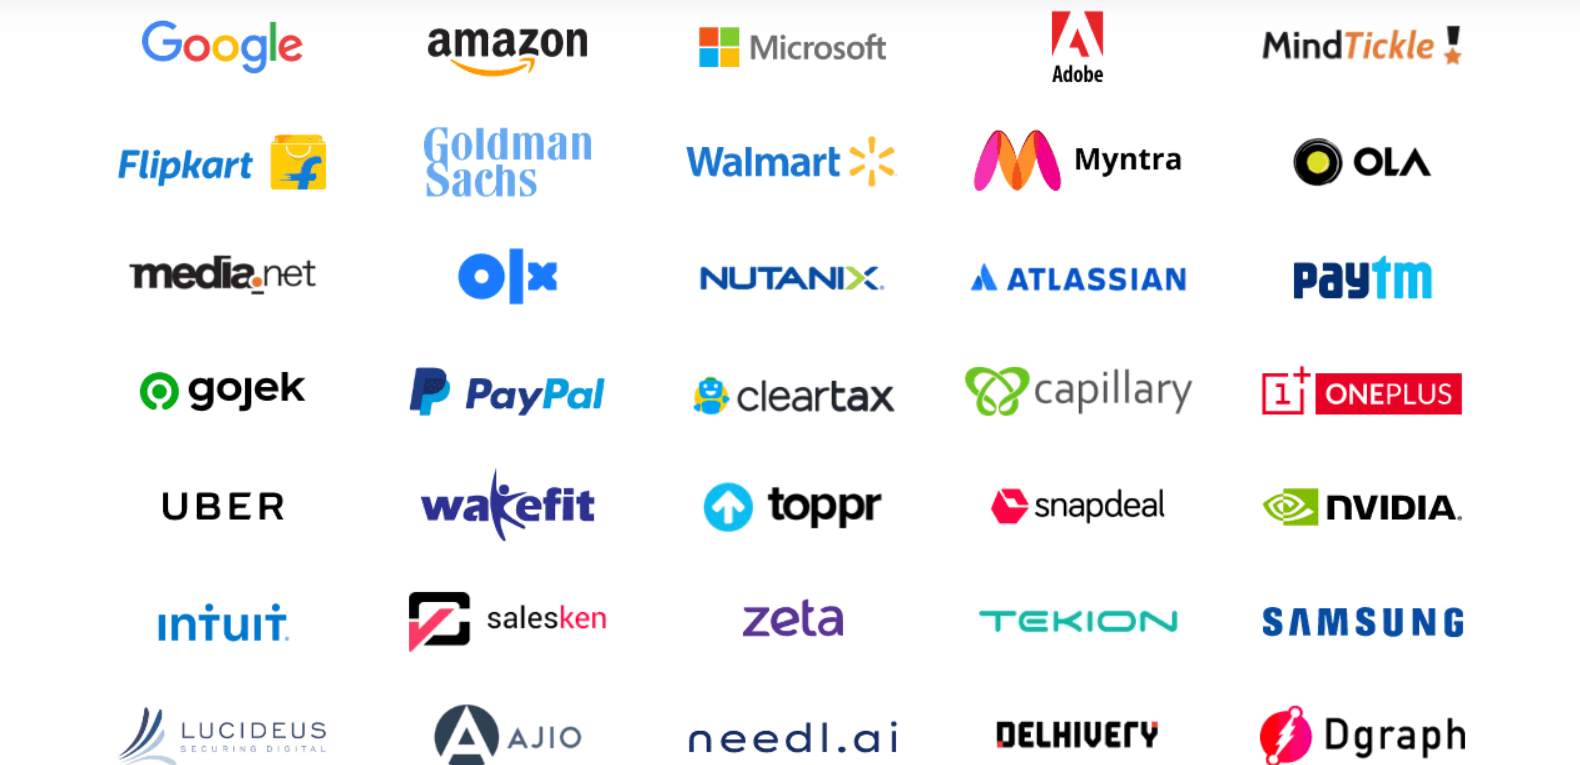 Google
amazon
Microsoft
Adobe
MindTickle!
Flipkart
Goldman
Sachs
Walmart
Myntra
OLA
media.net
olx
NUTANIX
ATLASSIAN
paytm
gojek
PayPal
cleartax
capillary
1+ ONEPLUS
UBER
wakefit
toppr
snapdeal
NVIDIA.
intuit
salesken
zeta
TEKION
SAMSUNG
LUCIDEUS
SECURING DIGITAL
AJIO
needl.ai
DELHIVERY
Dgraph